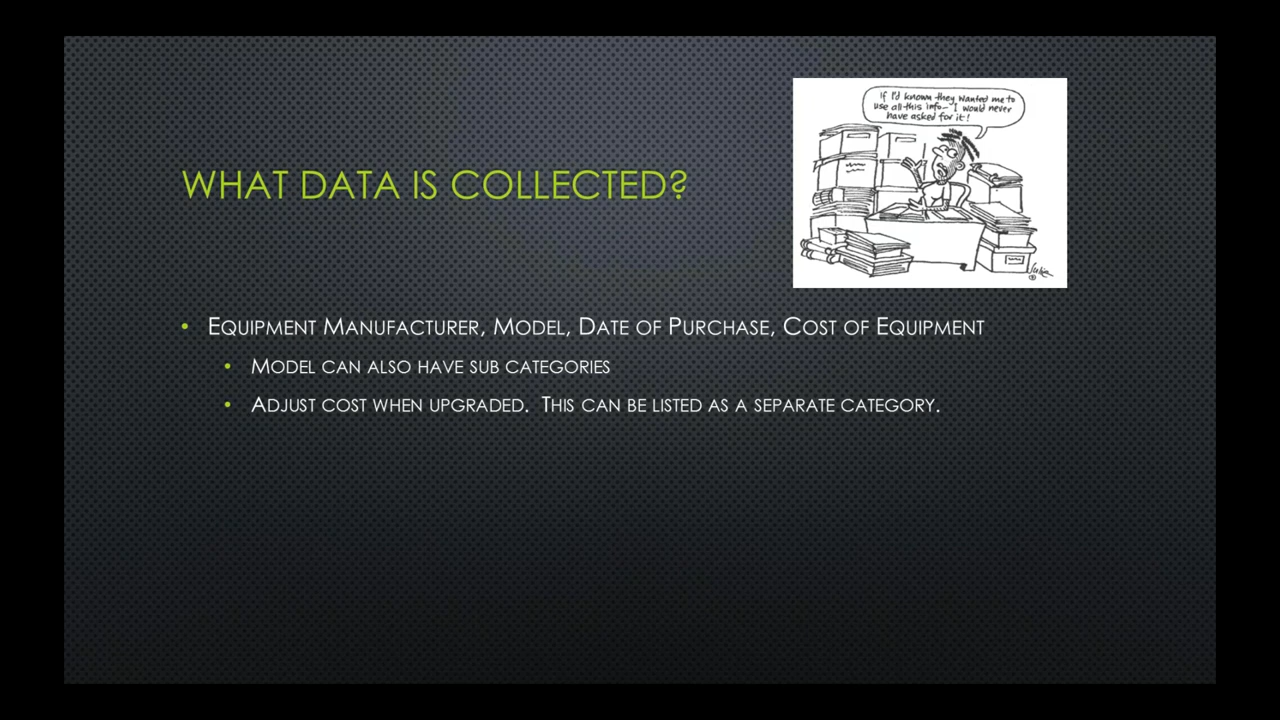 If I'd known they wanted me to
use all this info- I would never
have asked for it!
WHAT DATA IS COLLECTED?
• EQUIPMENT MANUFACTURER, MODEL, DATE OF PURCHASE, COST OF EQUIPMENT
• MODEL CAN ALSO HAVE SUB CATEGORIES
• ADJUST COST WHEN UPGRADED. THIS CAN BE LISTED AS A SEPARATE CATEGORY.